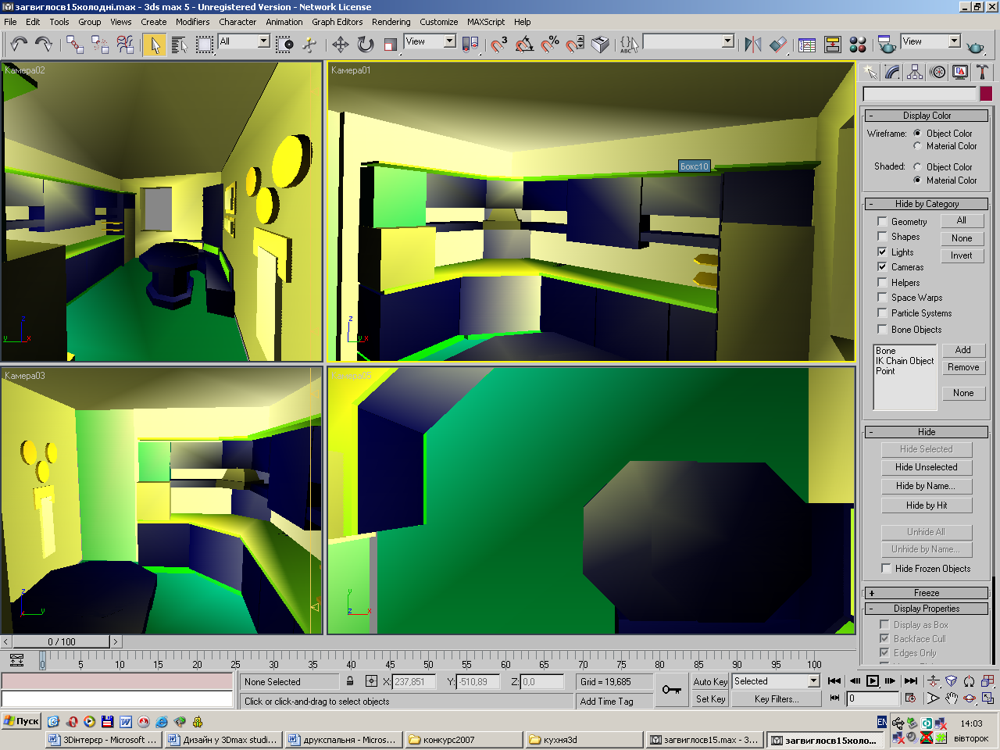 загвиглосв15холодні.max - 3ds max 5 - Unregistered Version - Network License
File Edit Tools Group Views Create Modifiers Character Animation Graph Editors Rendering Customize MAXScript Help
All
View
3
%
ABC
View
Камера02
Камера01
Бокс10
z
y x
z
y x
Камера03
Камера05
z
x y
y
z x
Display Color
Wireframe: Object Color
Material Color
Shaded: Object Color
Material Color
Hide by Category
Geometry All
Shapes None
Lights Invert
Cameras
Helpers
Space Warps
Particle Systems
Bone Objects
Bone Add
IK Chain Object Remove
Point
None
Hide
Hide Selected
Hide Unselected
Hide by Name...
Hide by Hit
Unhide All
Unhide by Name...
Hide Frozen Objects
+ Freeze
- Display Properties
Display as Box
Backface Cull
Edges Only
< 0 / 100 >
0 5 10 15 20 25 30 35 40 45 50 55 60 65 70 75 80 85 90 95 100
None Selected X: 237,851 Y: -510,89 Z: 0,0 Grid = 19,685 Auto Key Selected
Click or click-and-drag to select objects Add Time Tag Set Key Key Filters... 0
Пуск EN 14:03
3Dінтерєр - Microsoft ... Дизайн у 3Dmax studi... друкспальня - Micros... конкурс2007 кухня3d загвиглосв15.max - 3... загвиглосв15холо... вівторок